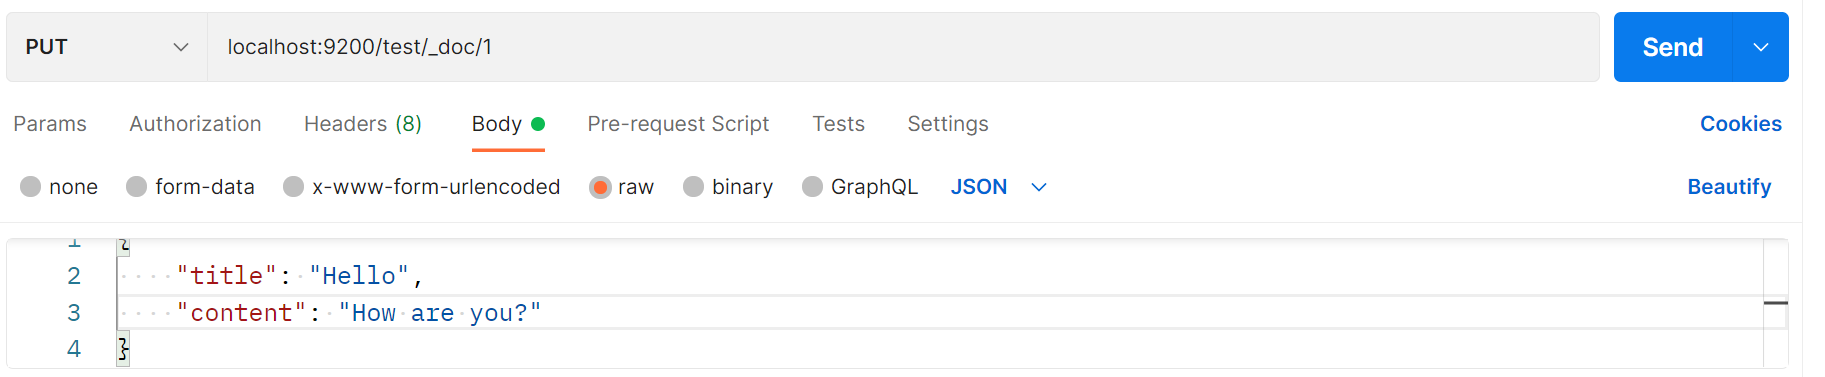 PUT localhost:9200/test/_doc/1 Send
Params Authorization Headers (8) Body Pre-request Script Tests Settings Cookies
none form-data x-www-form-urlencoded raw binary GraphQL JSON Beautify
1 {
2 "title": "Hello",
3 "content": "How are you?"
4 }